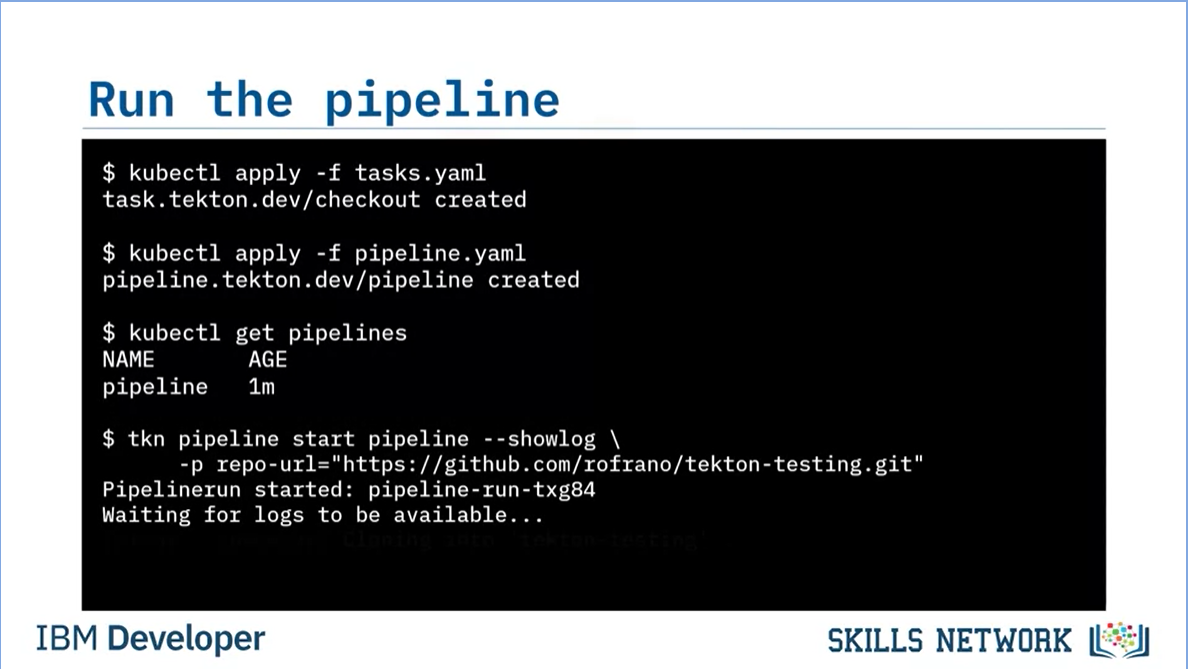 Run the pipeline
$ kubectl apply -f tasks.yaml
task.tekton.dev/checkout created
$ kubectl apply -f pipeline.yaml
pipeline.tekton.dev/pipeline created
$ kubectl get pipelines
NAME AGE
pipeline 1m
$ tkn pipeline start pipeline --showlog \
-p repo-url="https://github.com/rofrano/tekton-testing.git"
Pipelinerun started: pipeline-run-txg84
Waiting for logs to be available...
Cloning into 'tekton-testing'
IBM Developer
SKILLS NETWORK